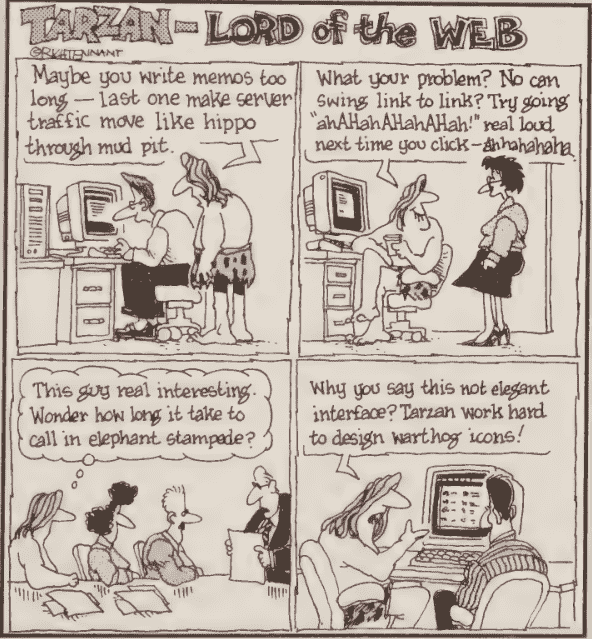 TARZAN - LORD of the WEB
©RICHTENNANT
Maybe you write memos too
long — last one make server
traffic move like hippo
through mud pit.
What your problem? No can
swing link to link? Try going
"ahAHahAHahAHah!" real loud
next time you click — Ahhahahaha
This guy real interesting.
Wonder how long it take to
call in elephant stampede?
Why you say this not elegant
interface? Tarzan work hard
to design warthog icons!